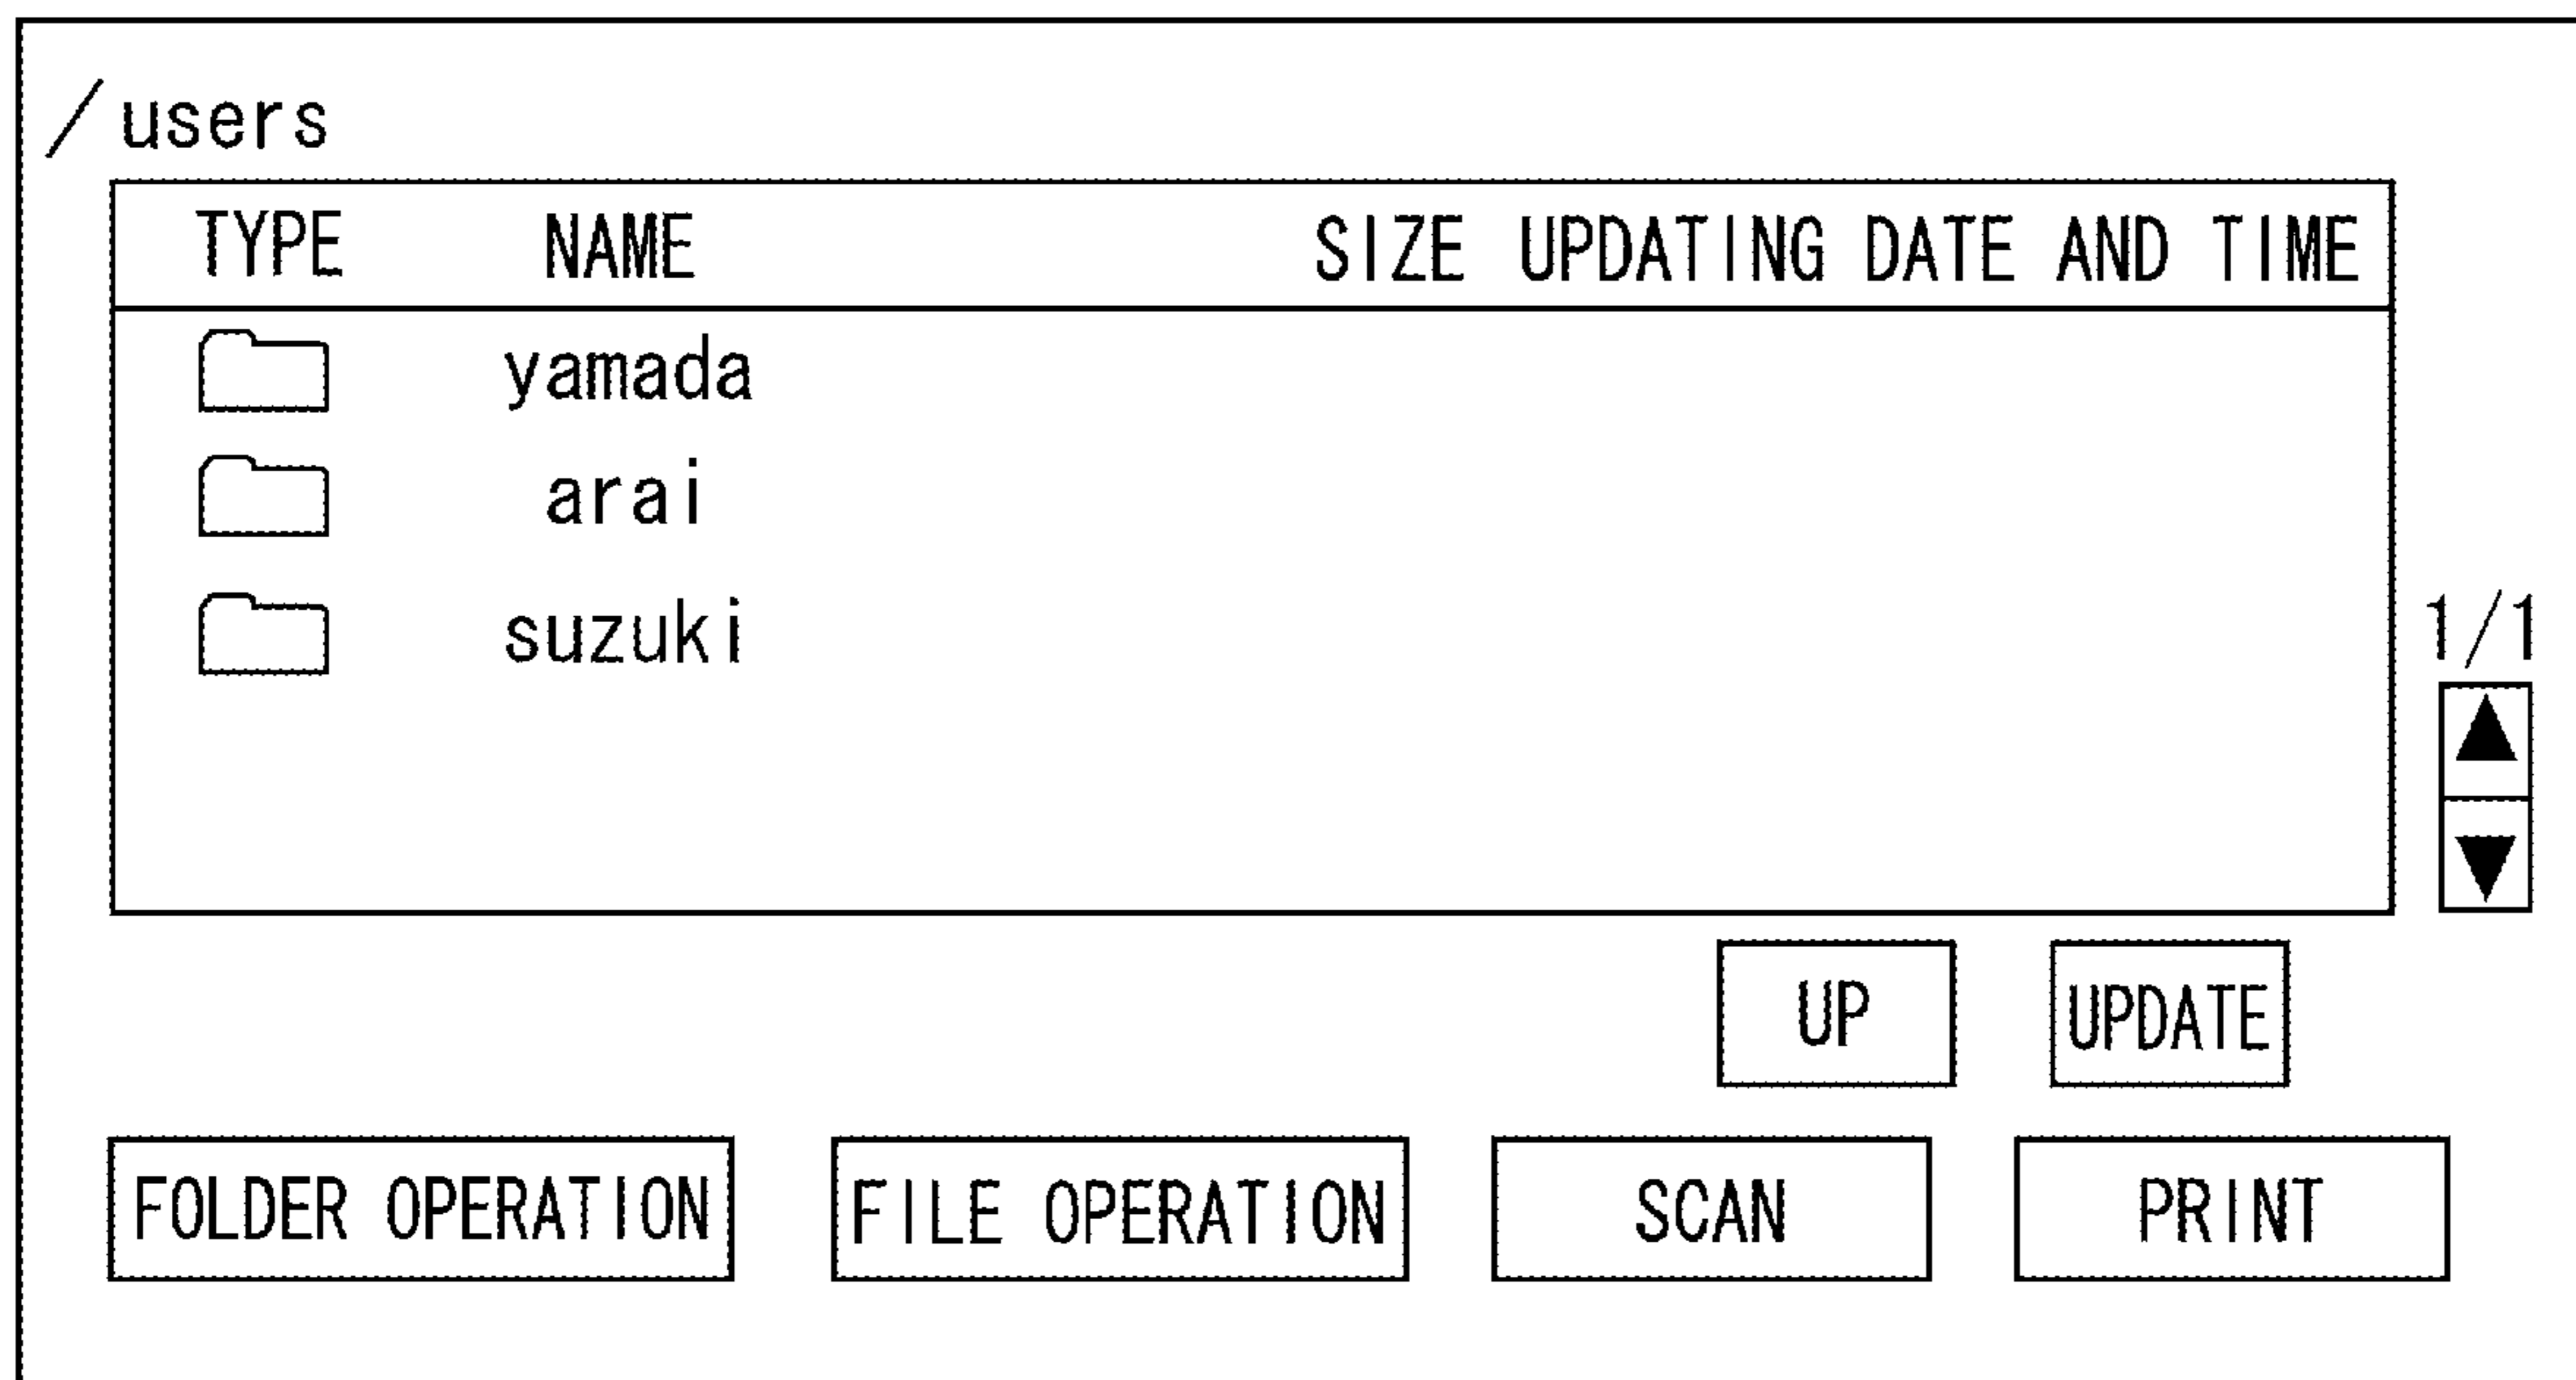 /users
TYPE NAME SIZE UPDATING DATE AND TIME
yamada
arai
suzuki
1/1
UP UPDATE
FOLDER OPERATION FILE OPERATION SCAN PRINT